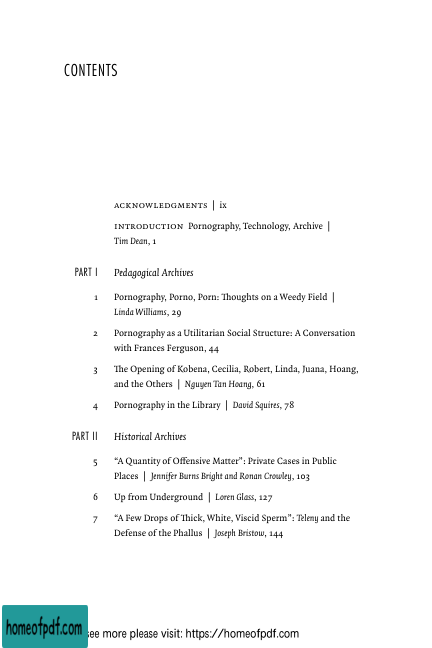 CONTENTS
ACKNOWLEDGMENTS | ix
INTRODUCTION Pornography, Technology, Archive |
Tim Dean, 1
PART I Pedagogical Archives
1 Pornography, Porno, Porn: Thoughts on a Weedy Field |
Linda Williams, 29
2 Pornography as a Utilitarian Social Structure: A Conversation
with Frances Ferguson, 44
3 The Opening of Kobena, Cecilia, Robert, Linda, Juana, Hoang,
and the Others | Nguyen Tan Hoang, 61
4 Pornography in the Library | David Squires, 78
PART II Historical Archives
5 “A Quantity of Offensive Matter”: Private Cases in Public
Places | Jennifer Burns Bright and Ronan Crowley, 103
6 Up from Underground | Loren Glass, 127
7 “A Few Drops of Thick, White, Viscid Sperm”: Teleny and the
Defense of the Phallus | Joseph Bristow, 144
homeofpdf.com
see more please visit: https://homeofpdf.com